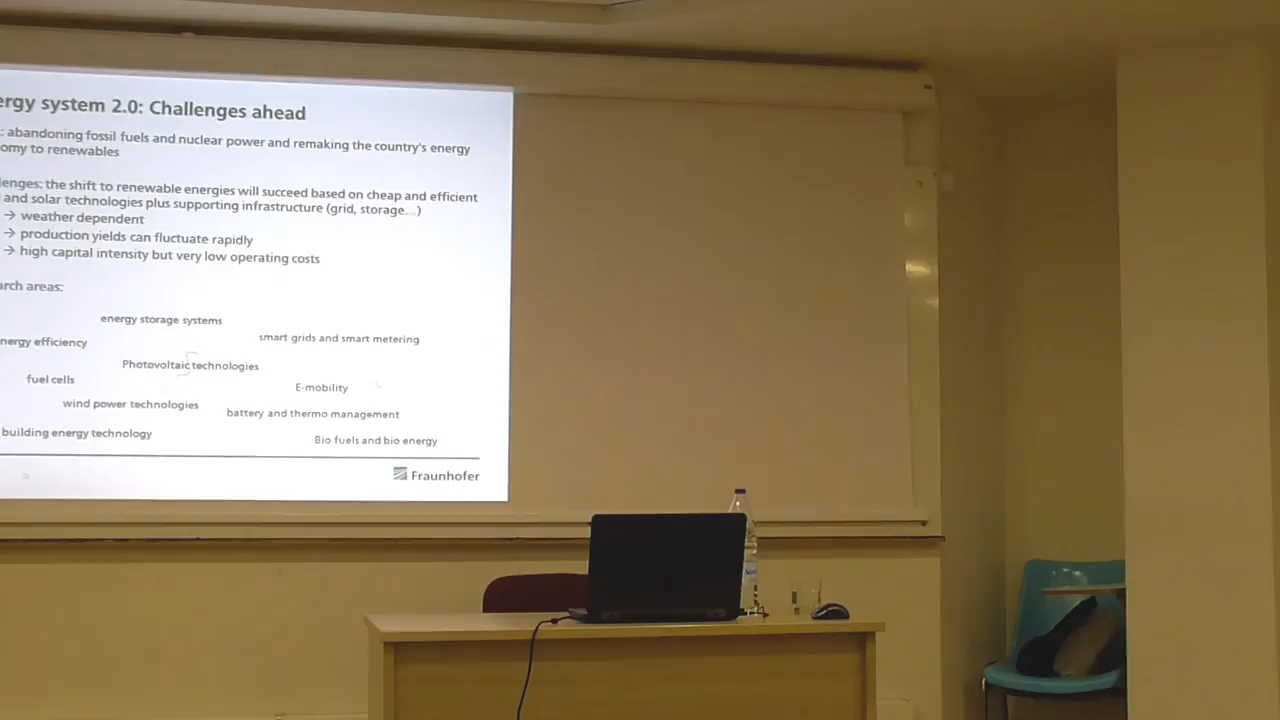 ergy system 2.0: Challenges ahead
: abandoning fossil fuels and nuclear power and remaking the country's energy
omy to renewables
lenges: the shift to renewable energies will succeed based on cheap and efficient
and solar technologies plus supporting infrastructure (grid, storage...)
→ weather dependent
→ production yields can fluctuate rapidly
→ high capital intensity but very low operating costs
arch areas:
energy storage systems
smart grids and smart metering
nergy efficiency
Photovoltaic technologies
fuel cells
E-mobility
wind power technologies
battery and thermo management
building energy technology
Bio fuels and bio energy
Fraunhofer